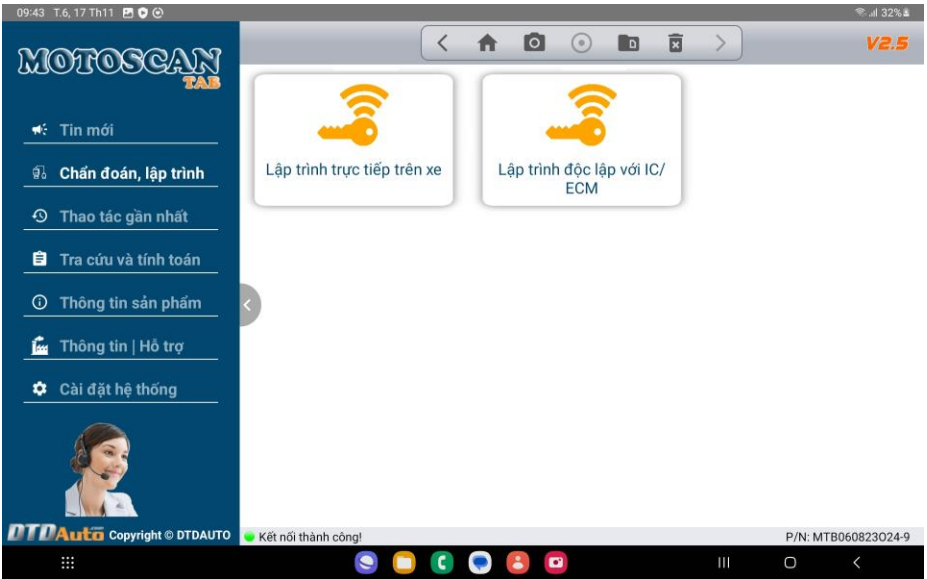 09:43 T.6, 17 Th11
32%
MOTOSCAN
TAB
V2.5
Tin mới
Chẩn đoán, lập trình
Thao tác gần nhất
Tra cứu và tính toán
Thông tin sản phẩm
Thông tin | Hỗ trợ
Cài đặt hệ thống
Lập trình trực tiếp trên xe
Lập trình độc lập với IC/
ECM
DTDAuto Copyright © DTDAUTO
Kết nối thành công!
P/N: MTB060823O24-9